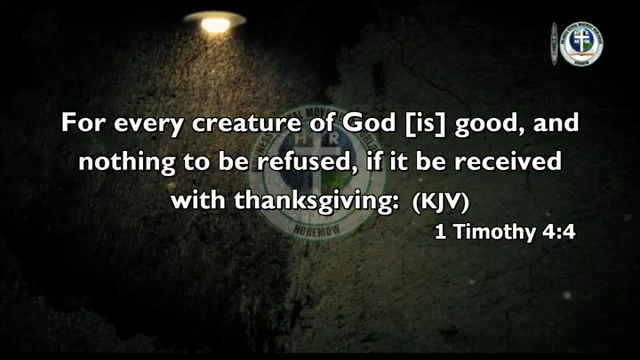 For every creature of God [is] good, and
nothing to be refused, if it be received
with thanksgiving: (KJV)
1 Timothy 4:4
HOREMOW